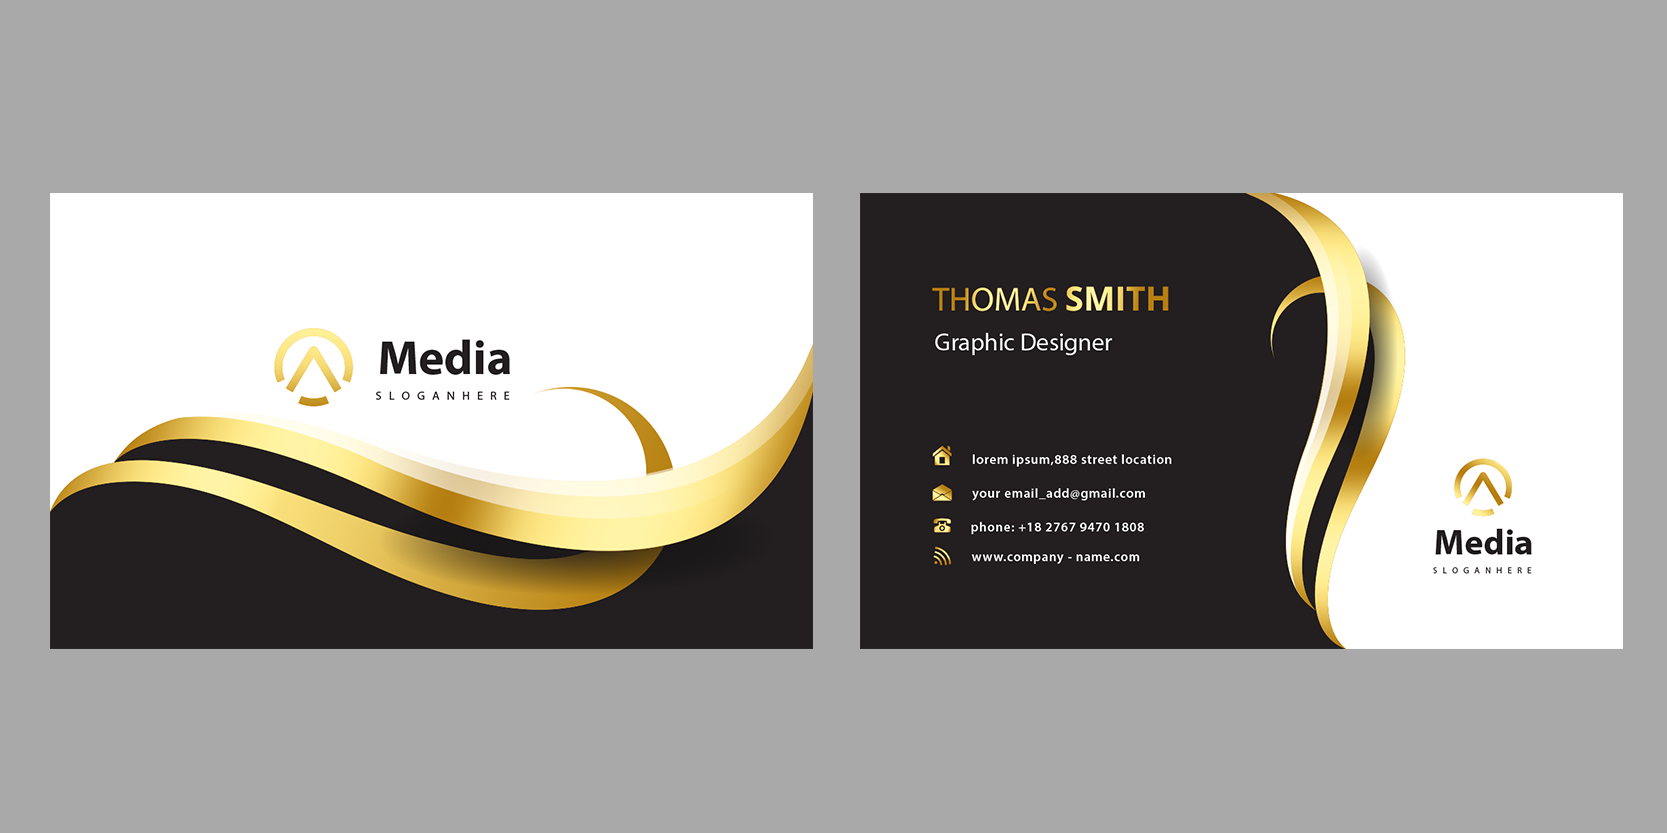 Media
SLOGANHERE
THOMAS SMITH
Graphic Designer
lorem ipsum,888 street location
your email_add@gmail.com
phone: +18 2767 9470 1808
www.company - name.com
Media
SLOGANHERE